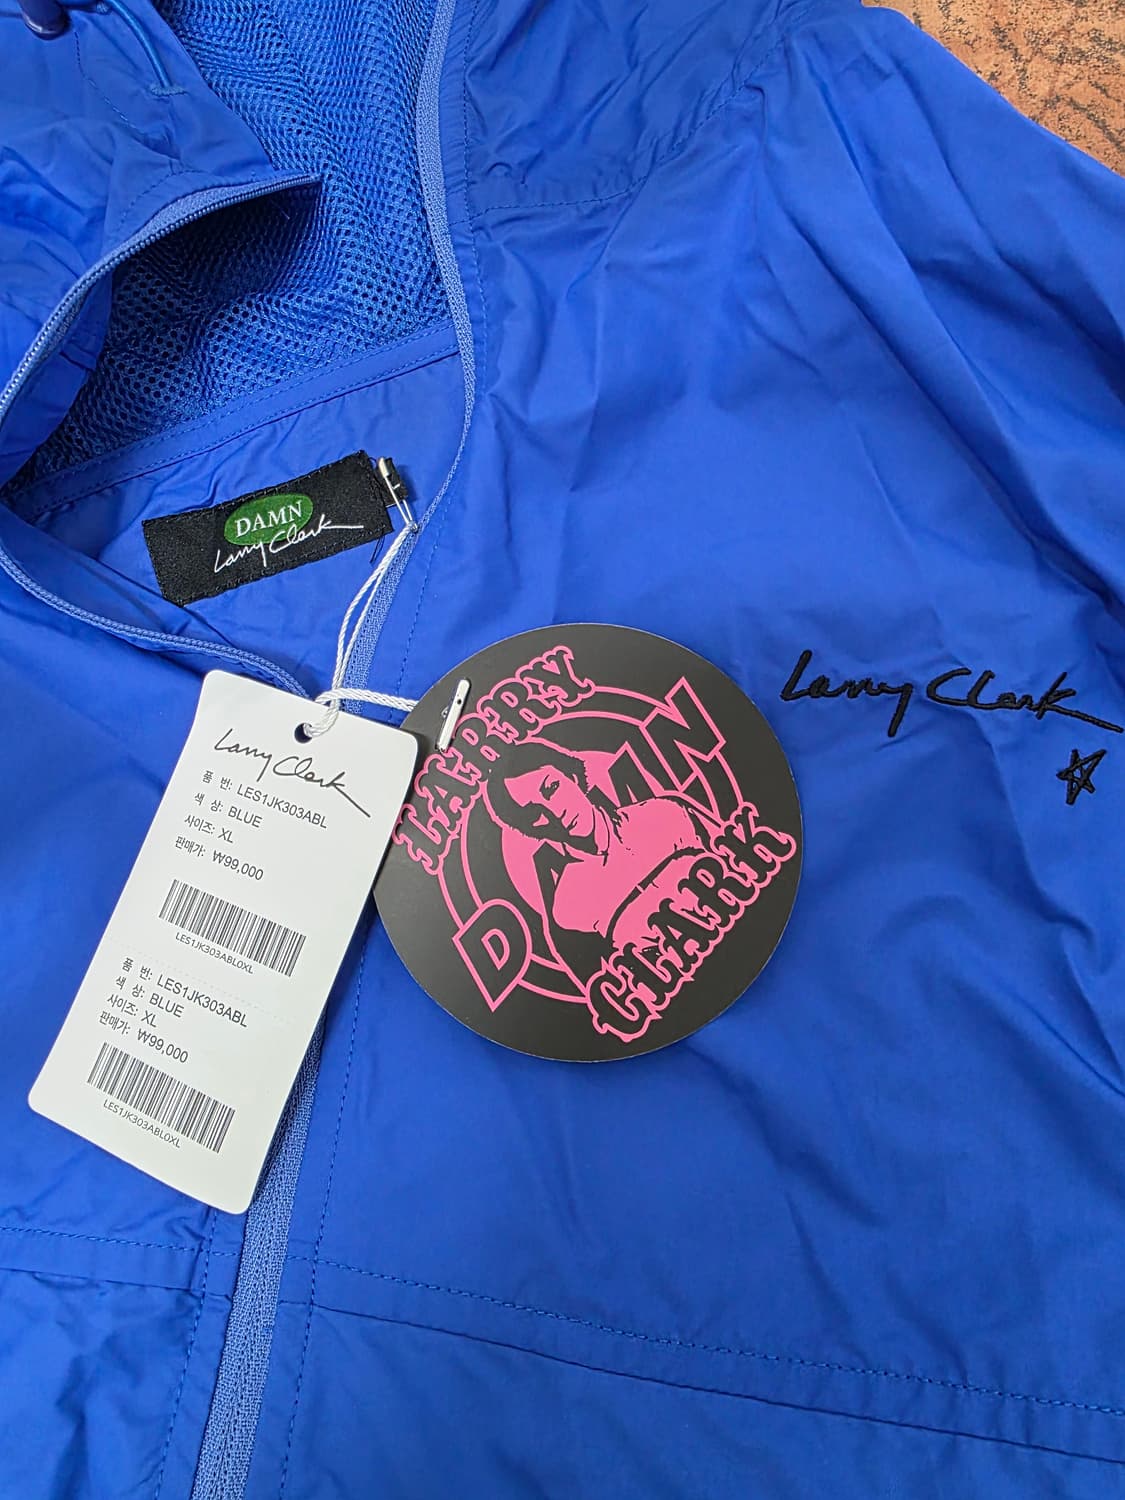 DAMN
Larry Clark
Larry Clark
Larry Clark
품 번: LES1JK303ABL
색 상: BLUE
사이즈: XL
판매가: ₩99,000
LES1JK303ABL0XL
품 번: LES1JK303ABL
색 상: BLUE
사이즈: XL
판매가: ₩99,000
LES1JK303ABL0XL
LARRY
DAMN
CLARK